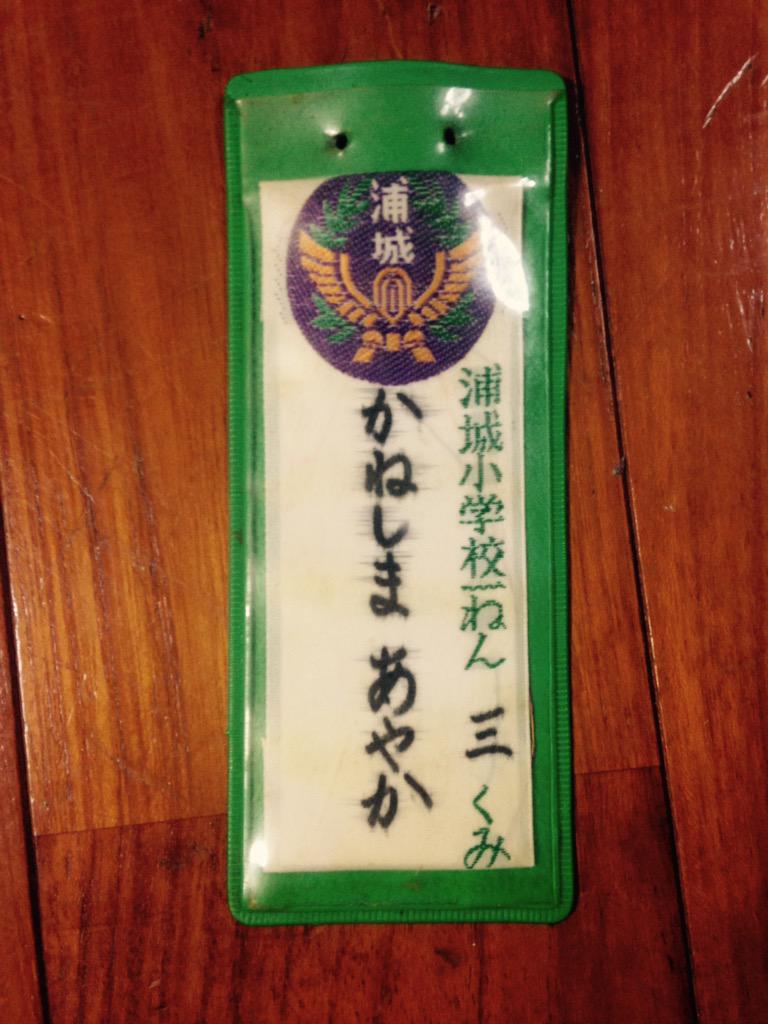 浦城
浦城小学校一ねん 三 くみ
かねしま あやか